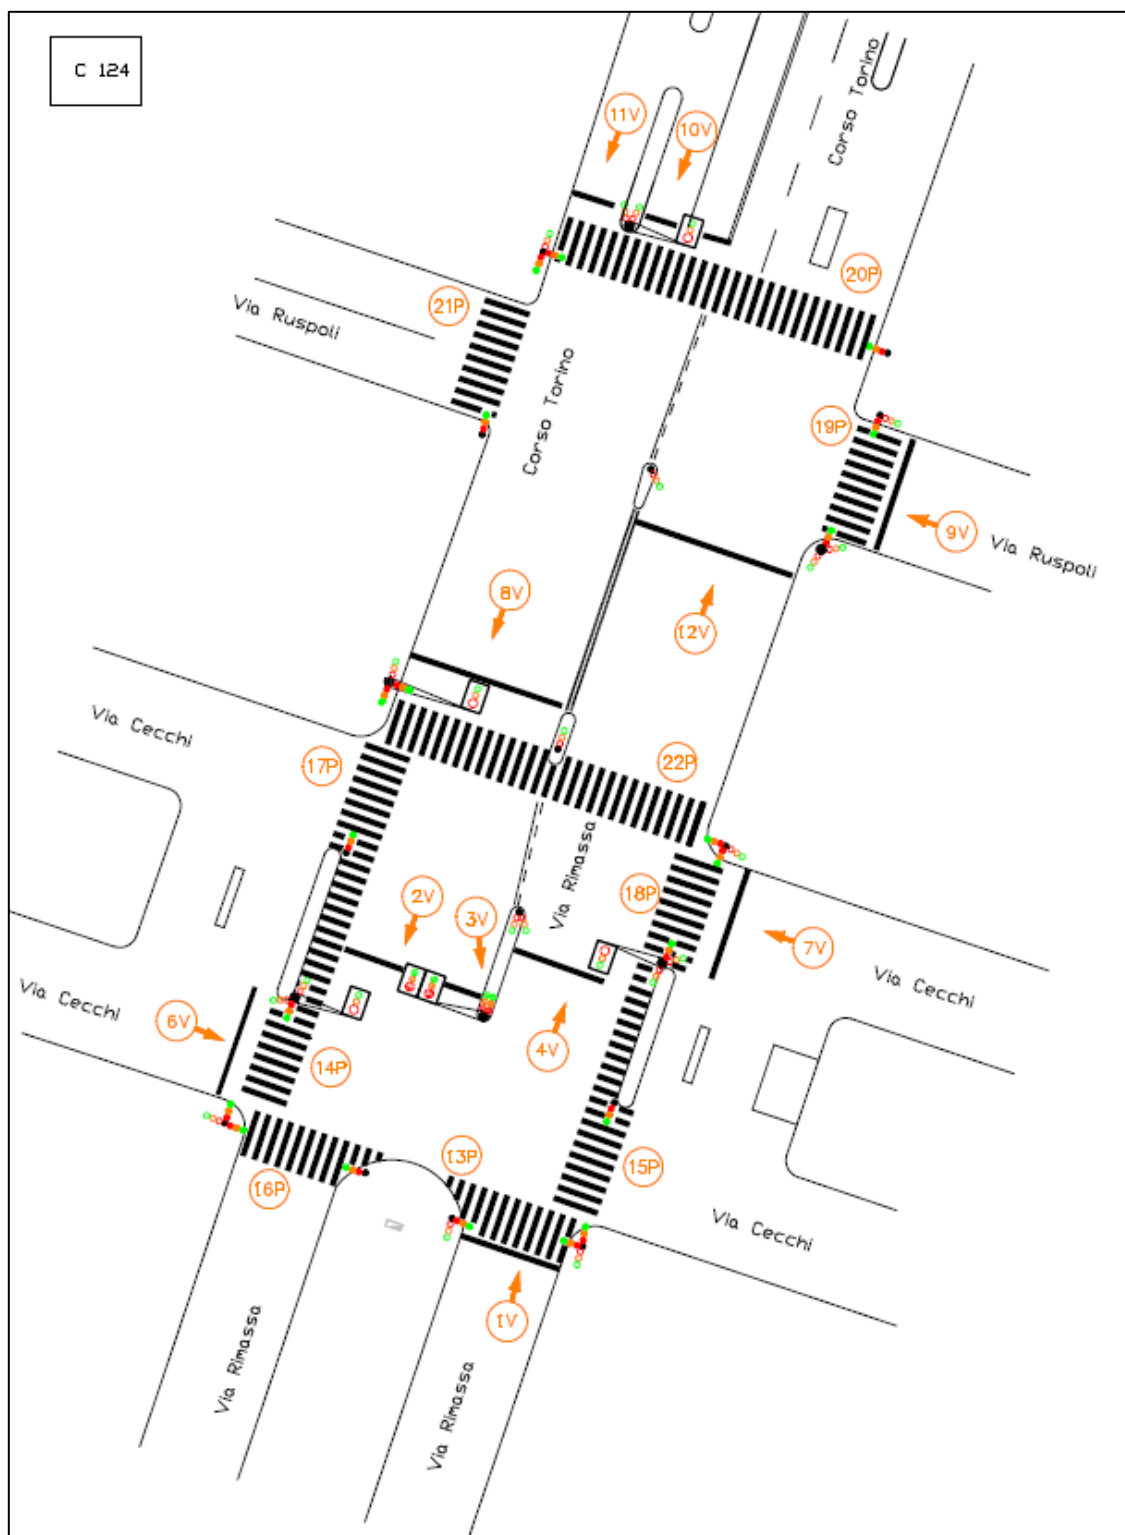 C 124
Corso Torino
11V
10V
20P
21P
Via Ruspoli
Corso Torino
19P
9V
Via Ruspoli
8V
12V
Via Cecchi
17P
22P
Via Rimassa
2V
3V
18P
7V
Via Cecchi
Via Cecchi
6V
4V
14P
13P
15P
16P
Via Cecchi
1V
Via Rimassa
Via Rimassa